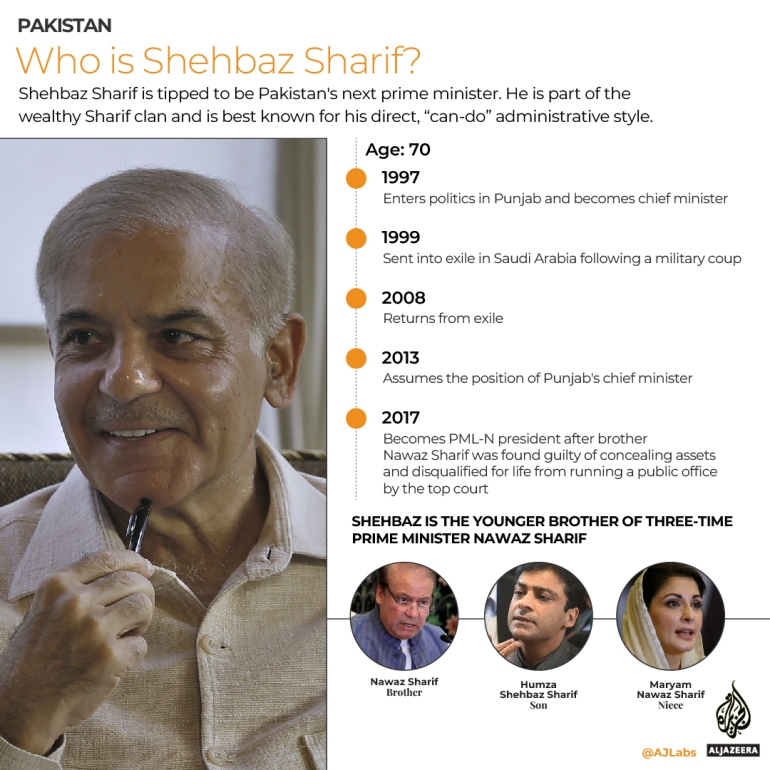 PAKISTAN
Who is Shehbaz Sharif?
Shehbaz Sharif is tipped to be Pakistan's next prime minister. He is part of the
wealthy Sharif clan and is best known for his direct, “can-do” administrative style.
Age: 70
1997
Enters politics in Punjab and becomes chief minister
1999
Sent into exile in Saudi Arabia following a military coup
2008
Returns from exile
2013
Assumes the position of Punjab's chief minister
2017
Becomes PML-N president after brother
Nawaz Sharif was found guilty of concealing assets
and disqualified for life from running a public office
by the top court
SHEHBAZ IS THE YOUNGER BROTHER OF THREE-TIME
PRIME MINISTER NAWAZ SHARIF
Nawaz Sharif
Brother
Humza
Shehbaz Sharif
Son
Maryam
Nawaz Sharif
Niece
@AJLabs
ALJAZEERA